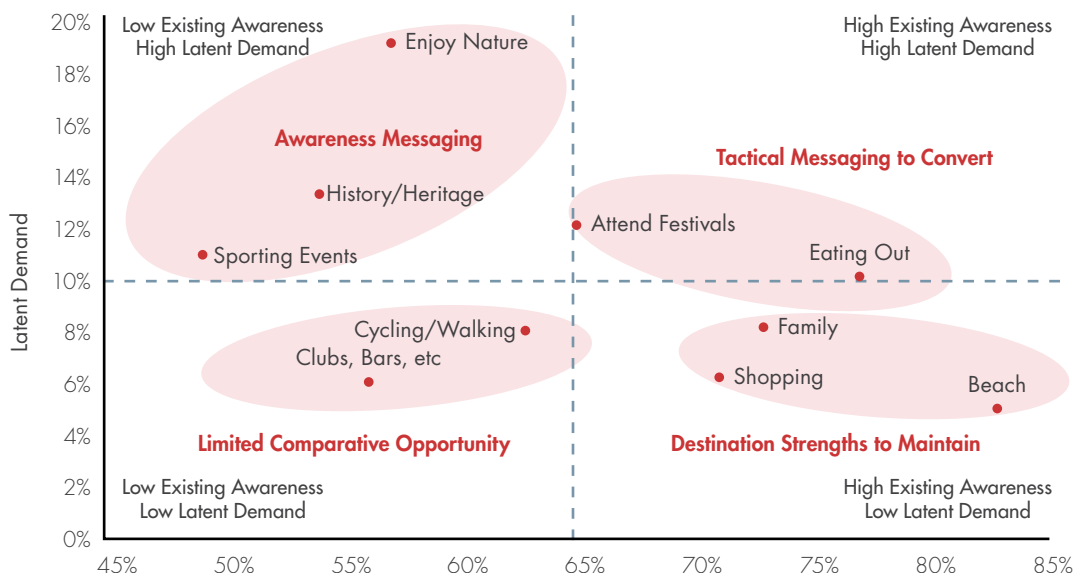 20%
Low Existing Awareness
High Latent Demand
High Existing Awareness
High Latent Demand
Enjoy Nature
18%
16%
Awareness Messaging
Tactical Messaging to Convert
14%
History/Heritage
12%
Attend Festivals
Sporting Events
Eating Out
10%
Latent Demand
8%
Cycling/Walking
Family
Clubs, Bars, etc
6%
Shopping
Beach
4%
Limited Comparative Opportunity
Destination Strengths to Maintain
2%
Low Existing Awareness
Low Latent Demand
High Existing Awareness
Low Latent Demand
0%
45%
50%
55%
60%
65%
70%
75%
80%
85%